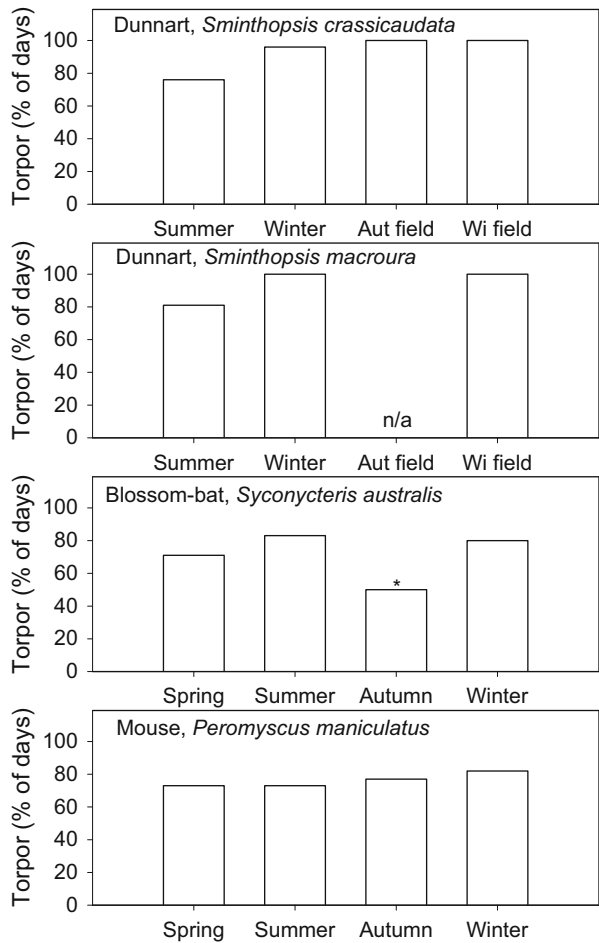 Dunnart, Sminthopsis crassicaudata
Torpor (% of days)
100
80
60
40
20
0
Summer Winter Aut field Wi field
Dunnart, Sminthopsis macroura
Torpor (% of days)
100
80
60
40
20
0
n/a
Summer Winter Aut field Wi field
Blossom-bat, Syconycteris australis
Torpor (% of days)
100
80
60
40
20
0
*
Spring Summer Autumn Winter
Mouse, Peromyscus maniculatus
Torpor (% of days)
100
80
60
40
20
0
Spring Summer Autumn Winter